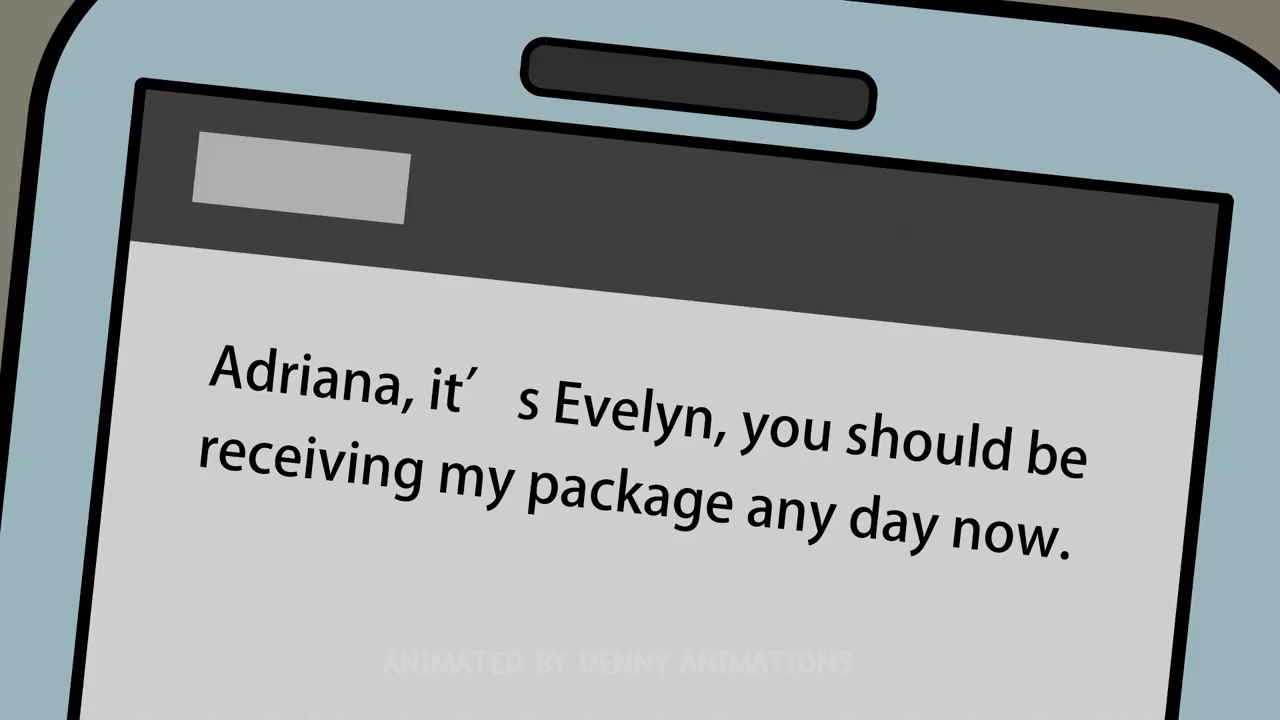 Adriana, it′ s Evelyn, you should be
receiving my package any day now.
ANIMATED BY DENNY ANIMATIONS